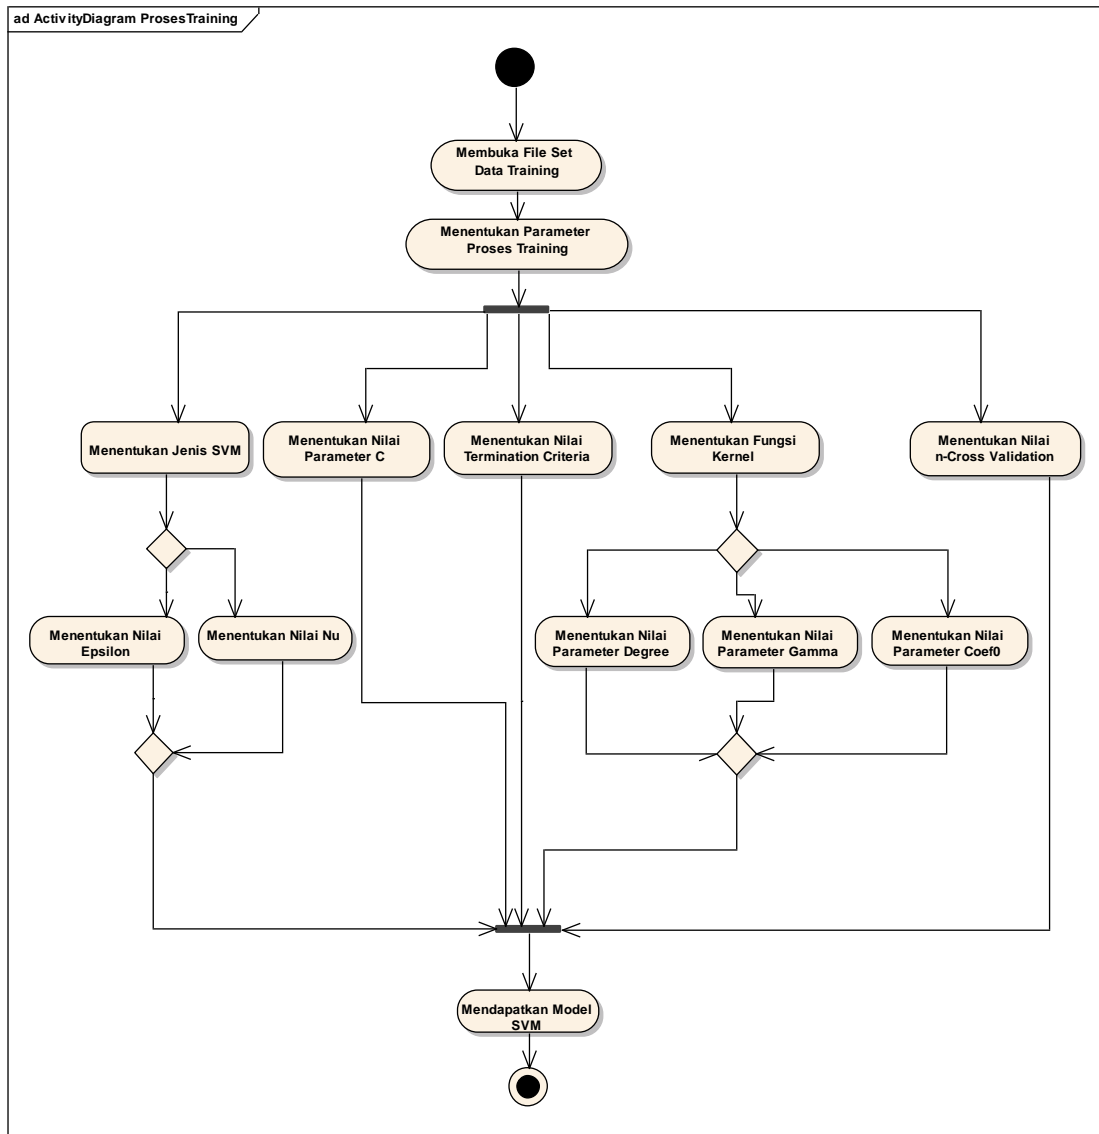 ad ActivityDiagram ProsesTraining
Membuka File Set
Data Training
Menentukan Parameter
Proses Training
Menentukan Jenis SVM
Menentukan Nilai
Parameter C
Menentukan Nilai
Termination Criteria
Menentukan Fungsi
Kernel
Menentukan Nilai
n-Cross Validation
Menentukan Nilai
Epsilon
Menentukan Nilai Nu
Menentukan Nilai
Parameter Degree
Menentukan Nilai
Parameter Gamma
Menentukan Nilai
Parameter Coef0
Mendapatkan Model
SVM